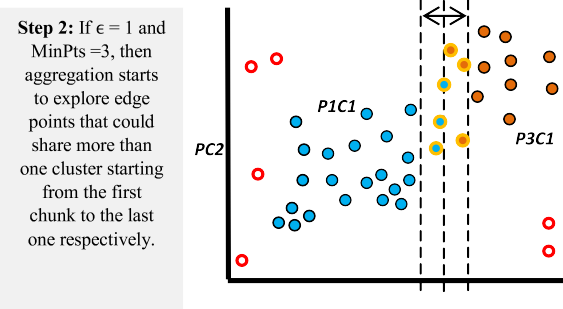 Step 2: If ϵ = 1 and
MinPts =3, then
aggregation starts
to explore edge
points that could
share more than
one cluster starting
from the first
chunk to the last
one respectively.
P1C1
P3C1
PC2